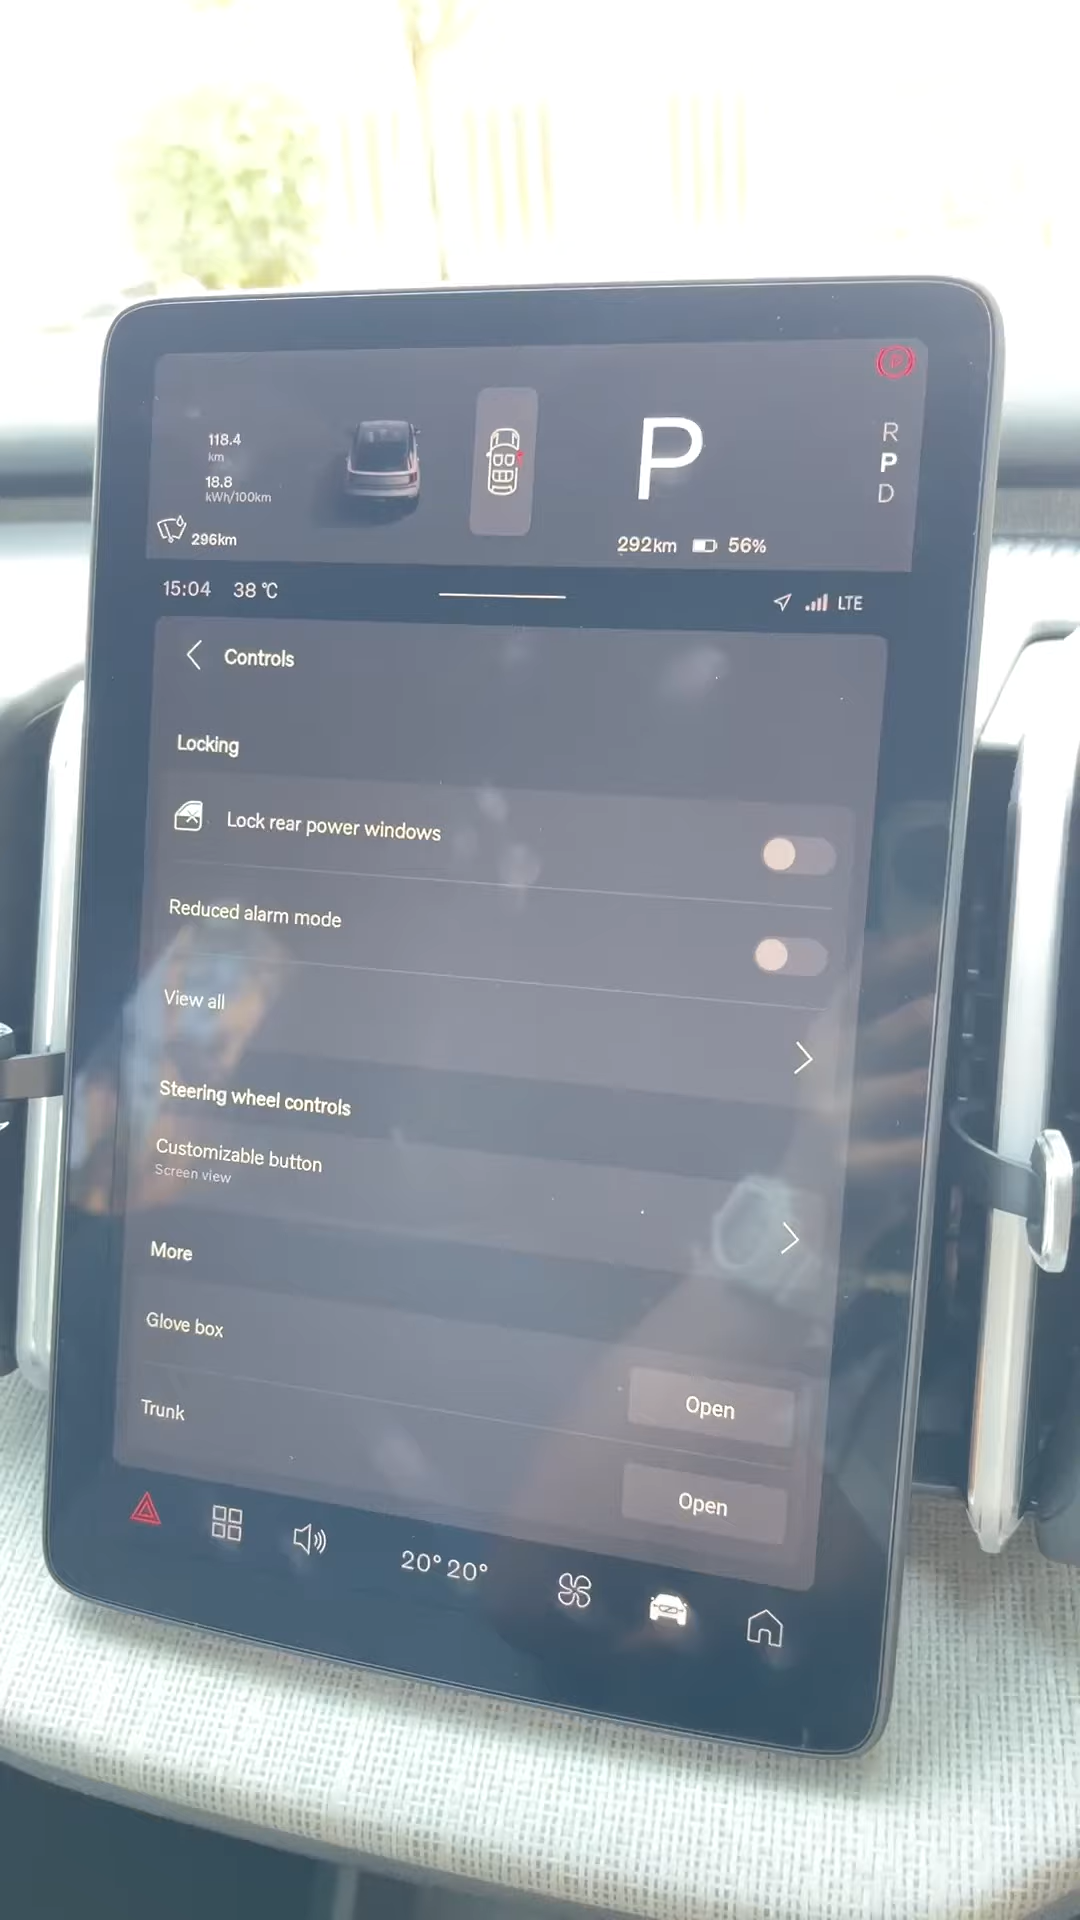 118.4
km
18.8
kWh/100km
296km
P
R
P
D
292km 56%
15:04 38 °C
LTE
Controls
Locking
Lock rear power windows
Reduced alarm mode
View all
Steering wheel controls
Customizable button
Screen view
More
Glove box
Open
Trunk
Open
20° 20°